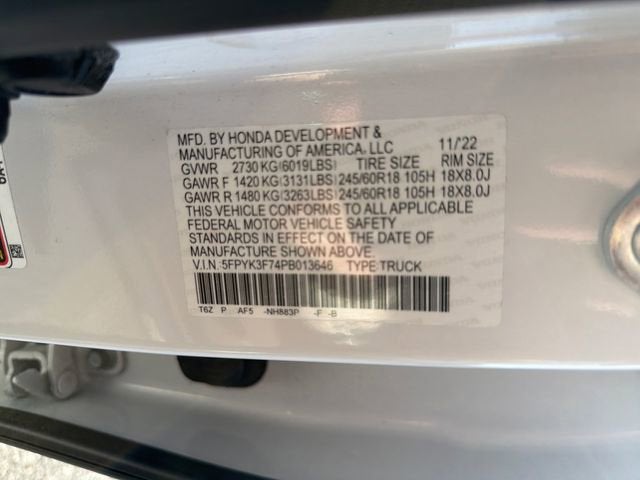 MFD. BY HONDA DEVELOPMENT &
MANUFACTURING OF AMERICA, LLC 11/'22
GVWR 2730 KG(6019LBS) TIRE SIZE RIM SIZE
GAWR F 1420 KG(3131LBS) 245/60R18 105H 18X8.0J
GAWR R 1480 KG(3263LBS) 245/60R18 105H 18X8.0J
THIS VEHICLE CONFORMS TO ALL APPLICABLE
FEDERAL MOTOR VEHICLE SAFETY
STANDARDS IN EFFECT ON THE DATE OF
MANUFACTURE SHOWN ABOVE.
V.I.N.:5FPYK3F74PB013646 TYPE TRUCK
T6Z P AF5 -NH883P -F -B